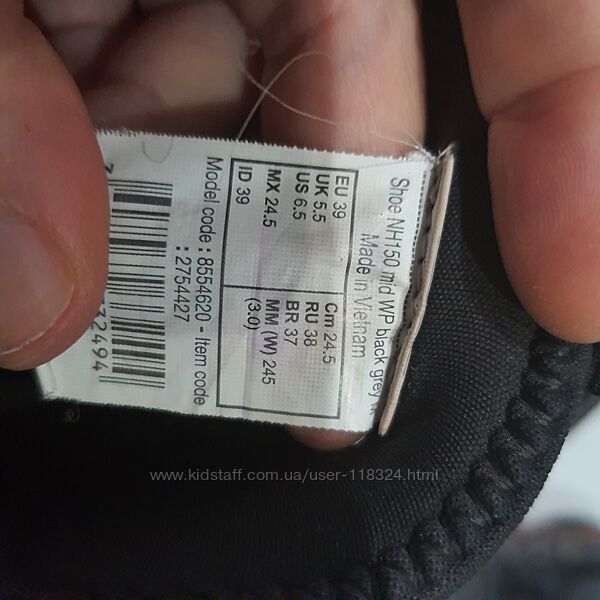 Shoe NH150 mid WP black grey
Made in Vietnam
EU 39
UK 5.5
US 6.5
MX 24.5
ID 39
Cm 24.5
RU 38
BR 37
MM (W) 245
(3.0)
Model code : 8554620 - Item code
: 2754427
32494
www.kidstaff.com.ua/user-118324.html